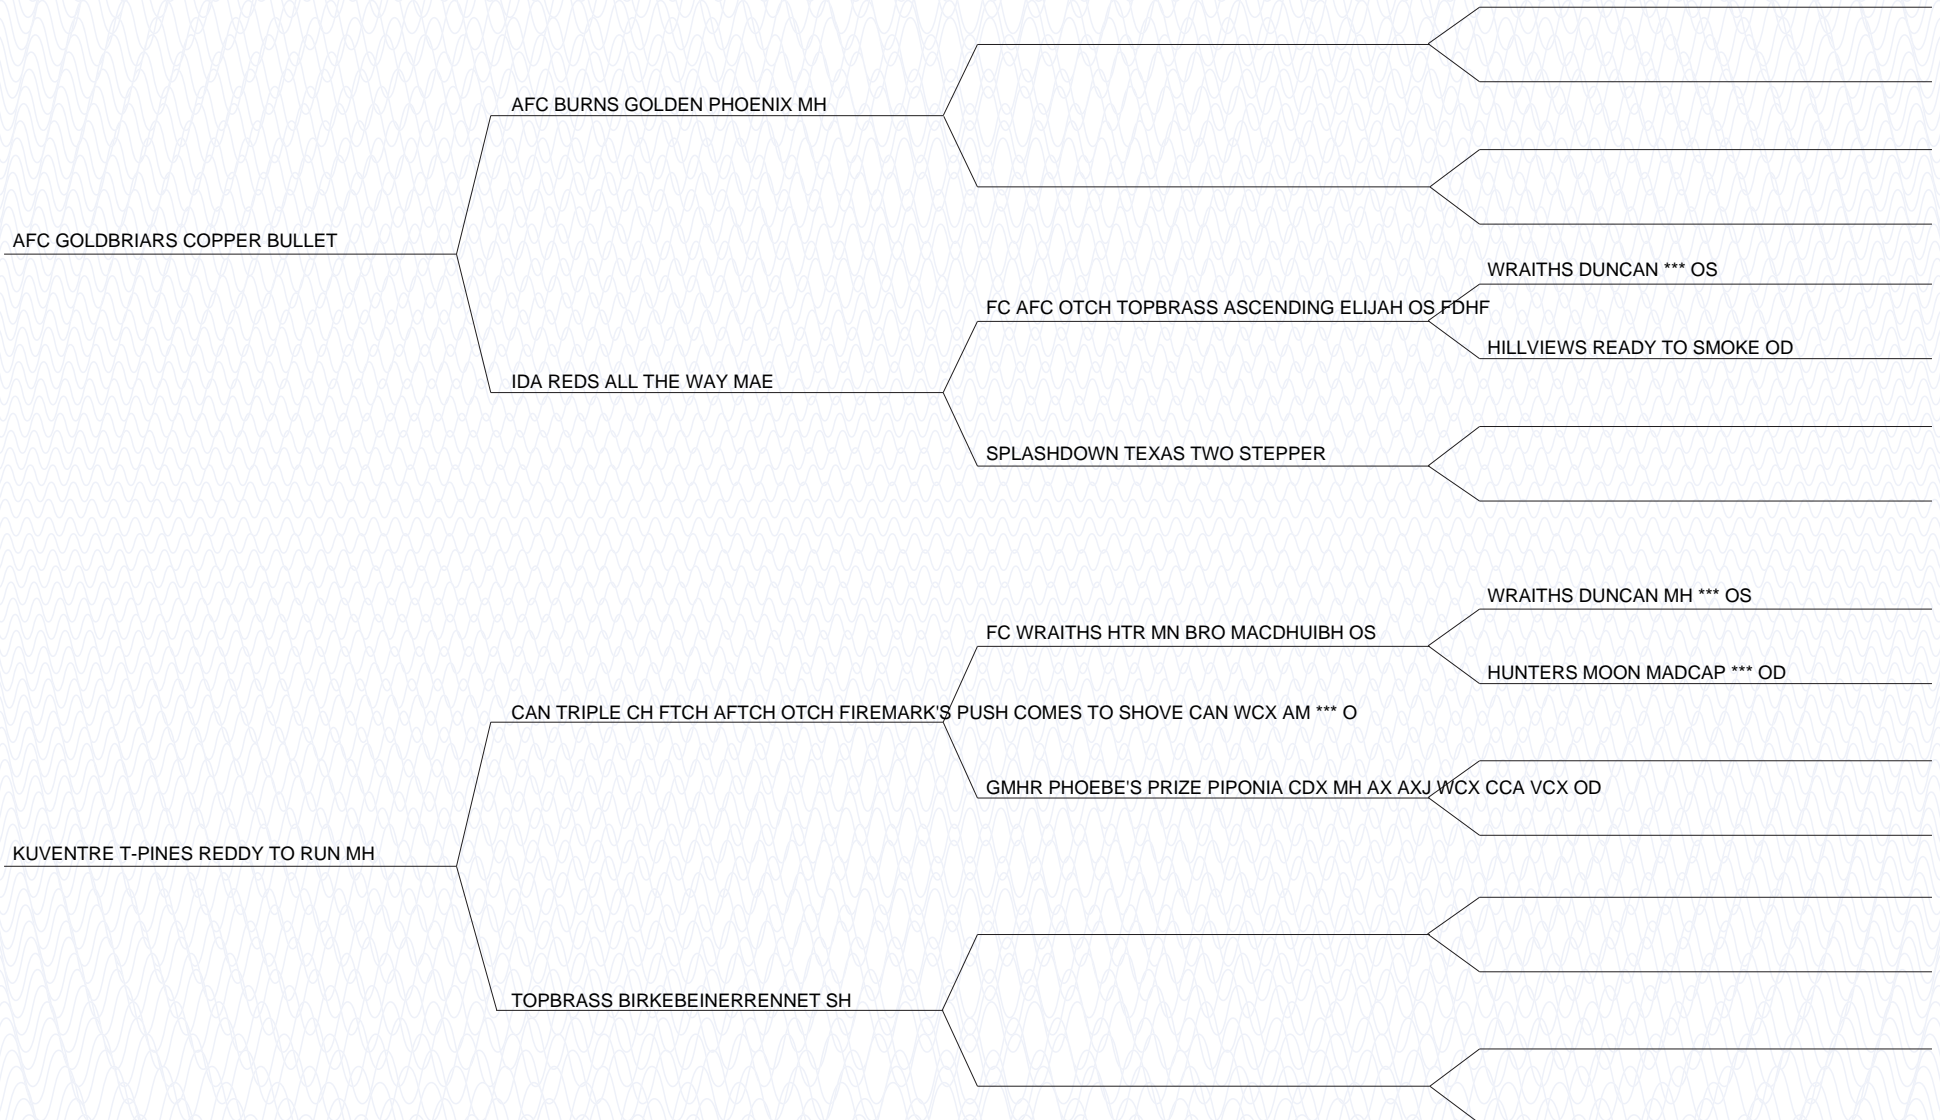 AFC BURNS GOLDEN PHOENIX MH
AFC GOLDBRIARS COPPER BULLET
WRAITHS DUNCAN *** OS
FC AFC OTCH TOPBRASS ASCENDING ELIJAH OS FDHF
HILLVIEWS READY TO SMOKE OD
IDA REDS ALL THE WAY MAE
SPLASHDOWN TEXAS TWO STEPPER
WRAITHS DUNCAN MH *** OS
FC WRAITHS HTR MN BRO MACDHUIBH OS
HUNTERS MOON MADCAP *** OD
CAN TRIPLE CH FTCH AFTCH OTCH FIREMARK'S PUSH COMES TO SHOVE CAN WCX AM *** O
GMHR PHOEBE'S PRIZE PIPONIA CDX MH AX AXJ WCX CCA VCX OD
KUVENTRE T-PINES REDDY TO RUN MH
TOPBRASS BIRKEBEINERRENNET SH